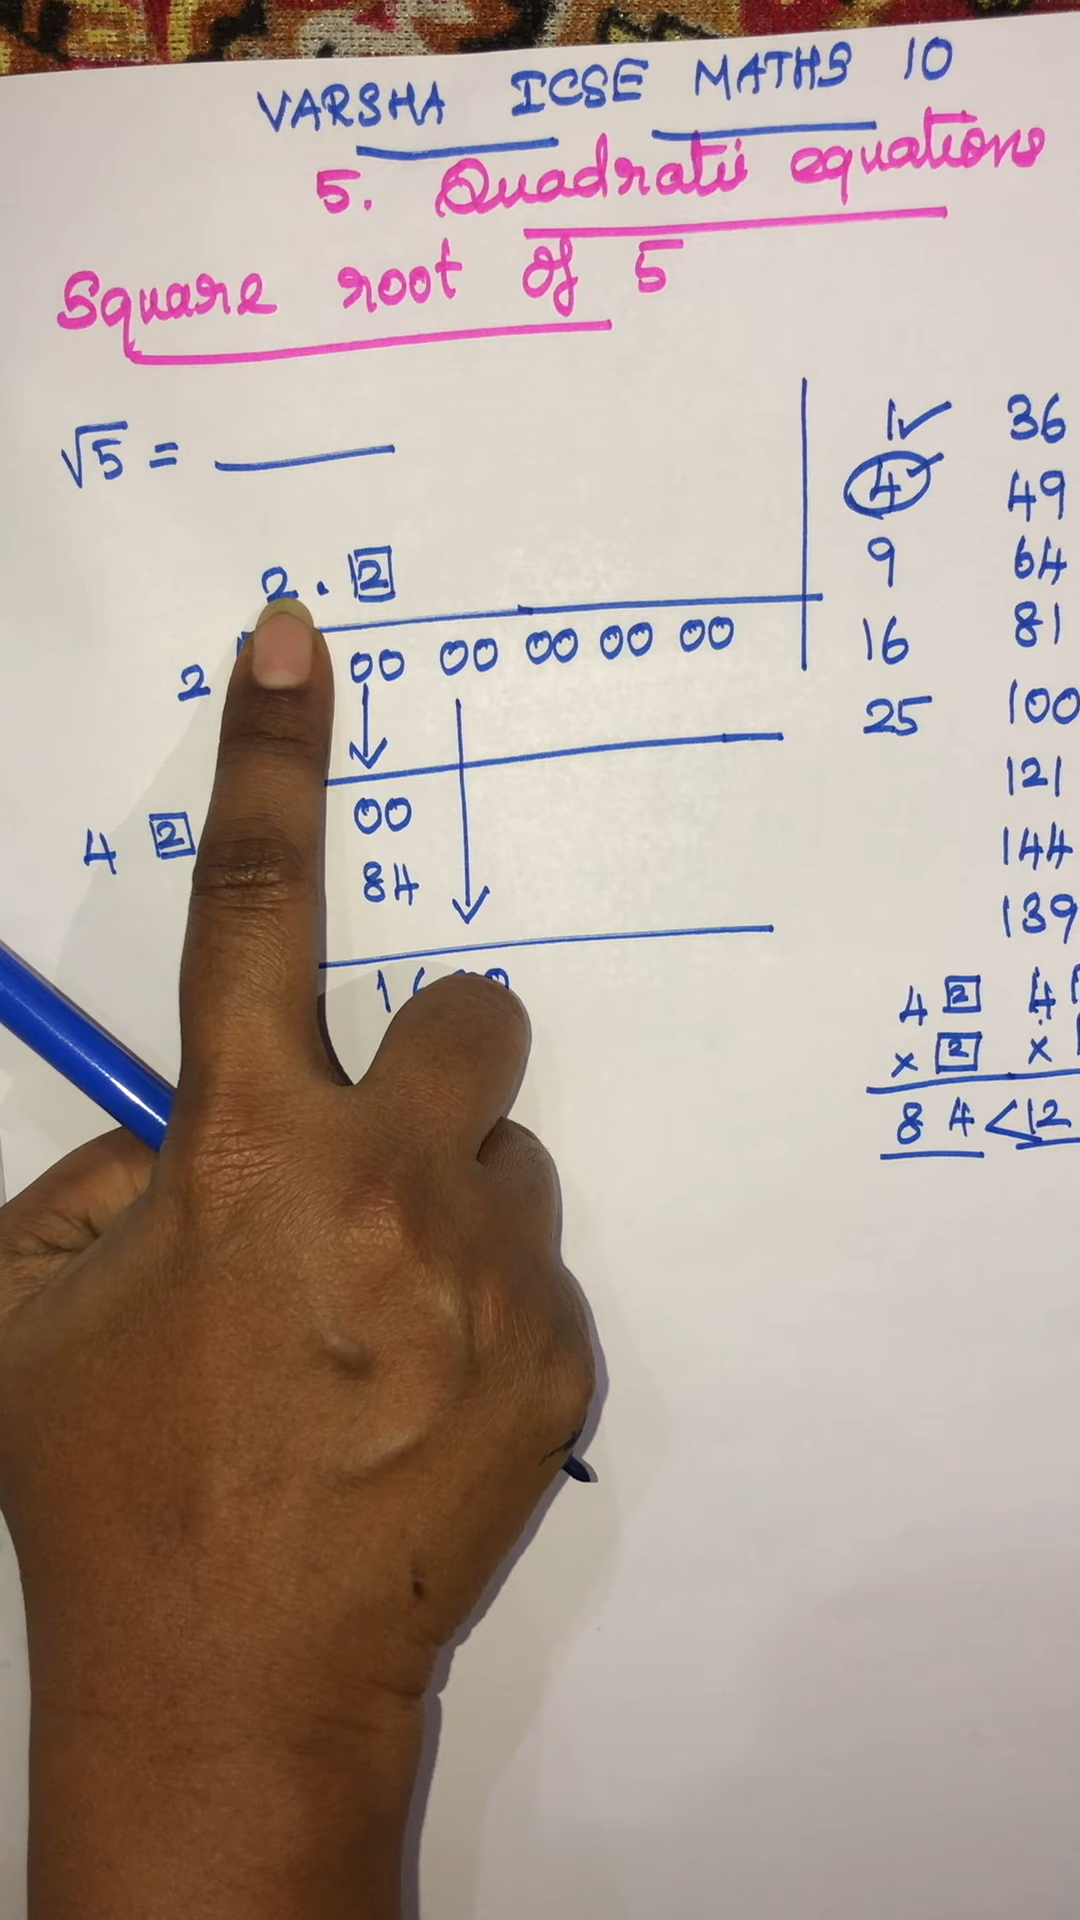 VARSHA ICSE MATHS 10
5. Quadratic equations
Square root of 5
√5 =
2 . 2
2 00 00 00 00 00
00
4 2
84
1
1
4
9
16
25
36
49
64
81
100
121
144
139
4 2 4
× 2 ×
84 < 12